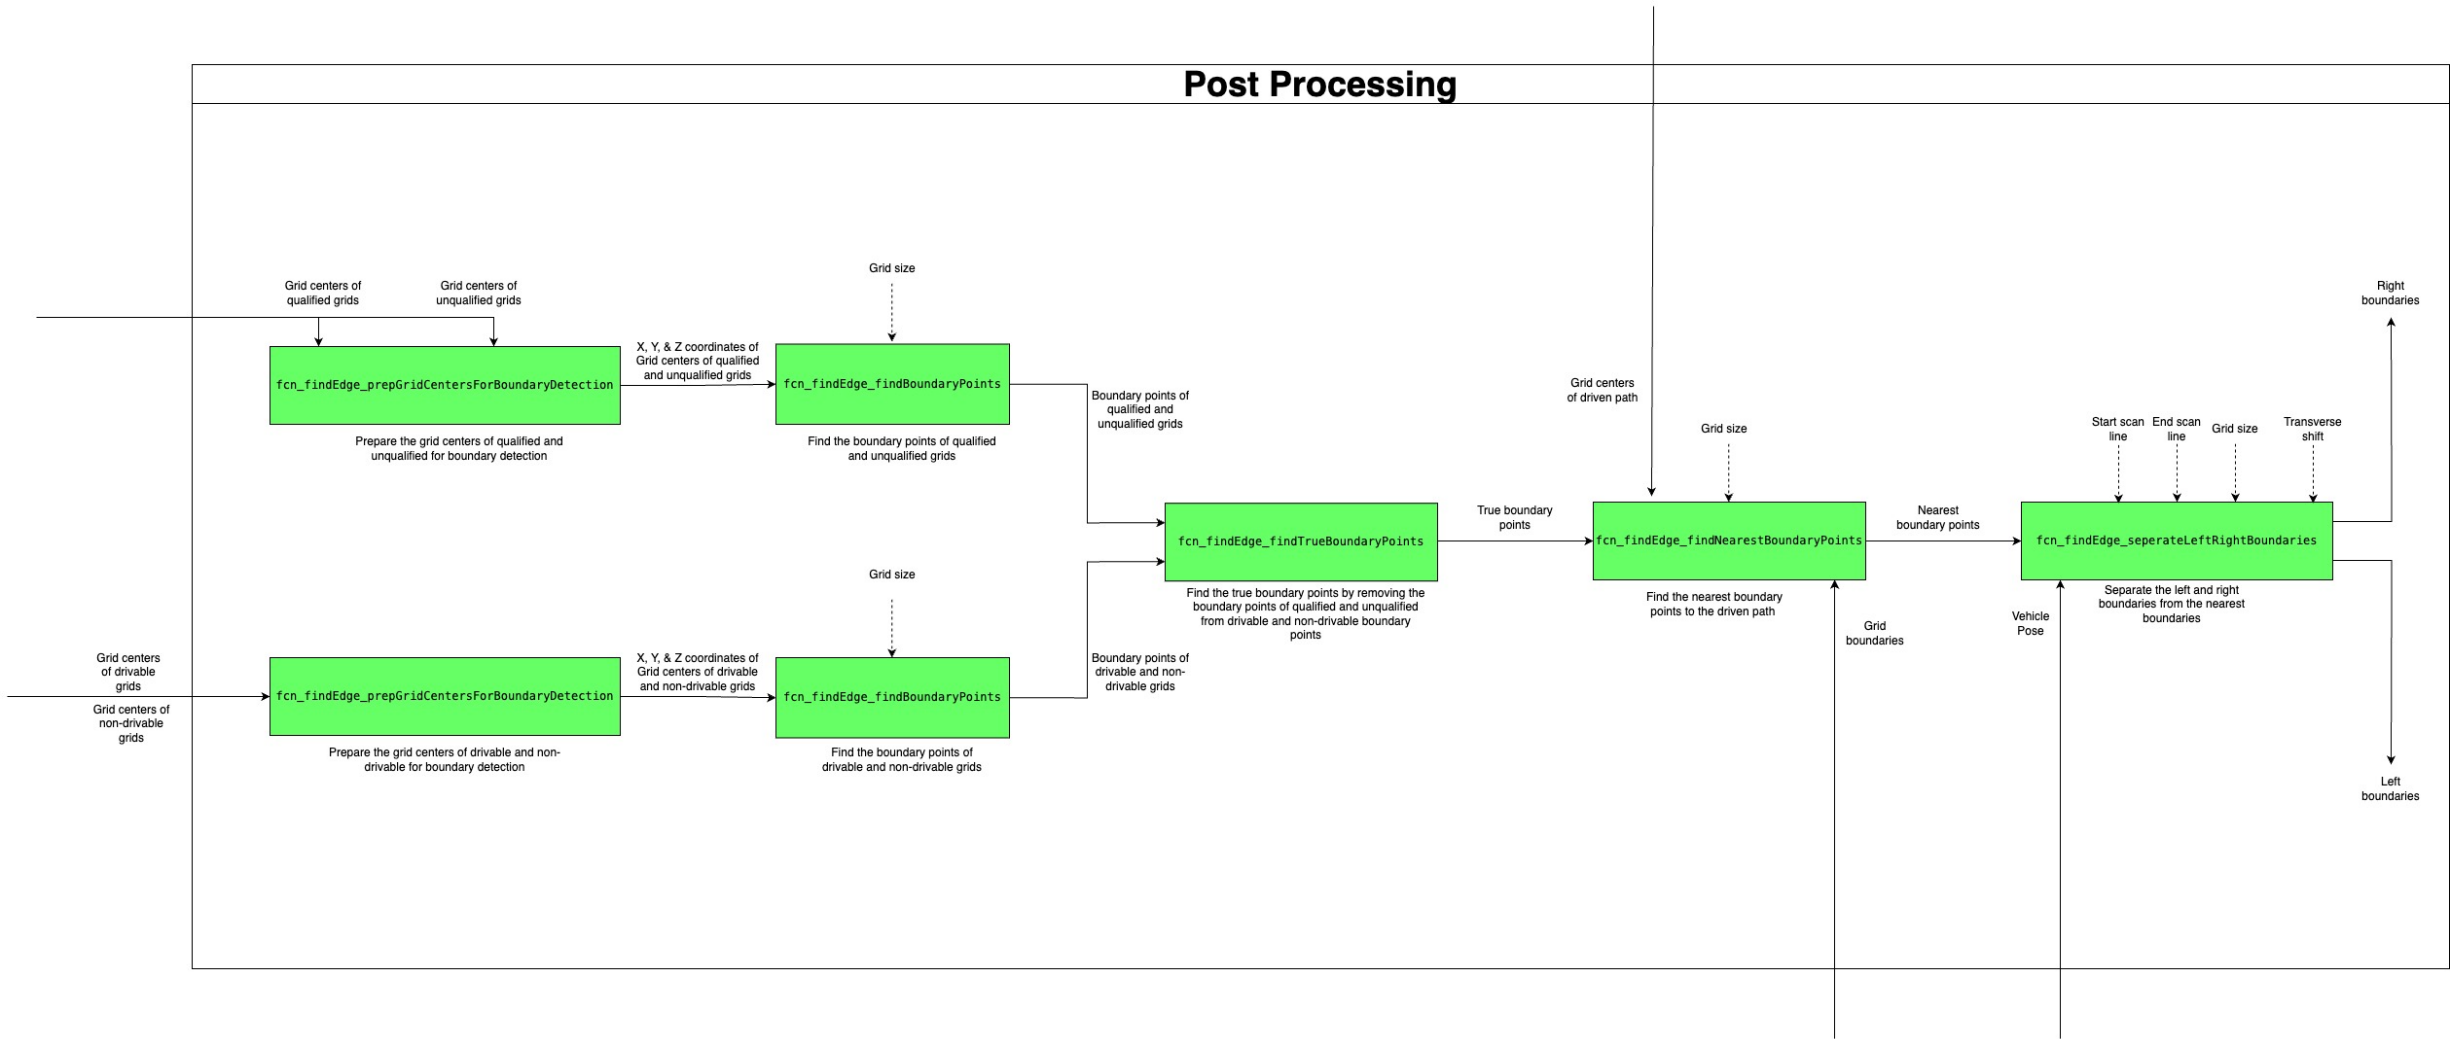 Post Processing
Grid centers of
qualified grids
Grid centers of
unqualified grids
Grid size
fcn_findEdge_prepGridCentersForBoundaryDetection
Prepare the grid centers of qualified and
unqualified for boundary detection
X, Y, & Z coordinates of
Grid centers of qualified
and unqualified grids
fcn_findEdge_findBoundaryPoints
Find the boundary points of qualified
and unqualified grids
Boundary points of
qualified and
unqualified grids
Grid centers
of drivable
grids
Grid centers of
non-drivable
grids
fcn_findEdge_prepGridCentersForBoundaryDetection
Prepare the grid centers of drivable and non-
drivable for boundary detection
X, Y, & Z coordinates of
Grid centers of drivable
and non-drivable grids
Grid size
fcn_findEdge_findBoundaryPoints
Find the boundary points of
drivable and non-drivable grids
Boundary points of
drivable and non-
drivable grids
fcn_findEdge_findTrueBoundaryPoints
Find the true boundary points by removing the
boundary points of qualified and unqualified
from drivable and non-drivable boundary
points
True boundary
points
Grid centers
of driven path
Grid size
fcn_findEdge_findNearestBoundaryPoints
Find the nearest boundary
points to the driven path
Grid
boundaries
Nearest
boundary points
Start scan
line
End scan
line
Grid size
Transverse
shift
fcn_findEdge_seperateLeftRightBoundaries
Separate the left and right
boundaries from the nearest
boundaries
Vehicle
Pose
Right
boundaries
Left
boundaries